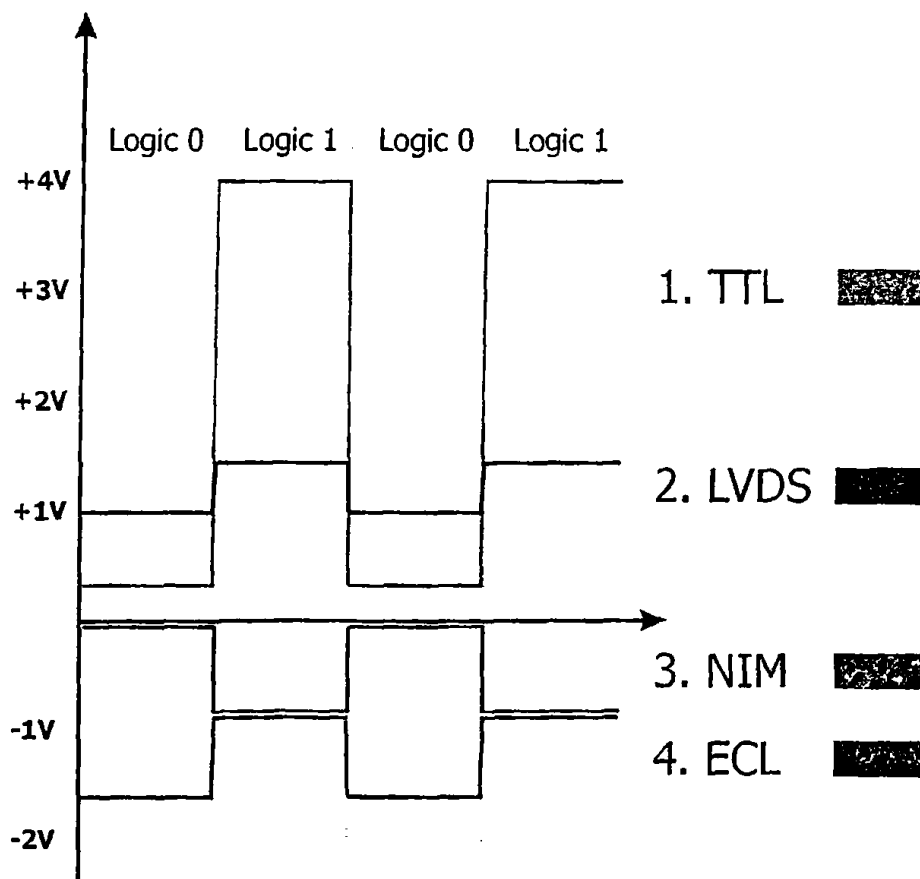 Logic 0 Logic 1 Logic 0 Logic 1
+4V
+3V
1. TTL
+2V
2. LVDS
+1V
3. NIM
-1V
4. ECL
-2V